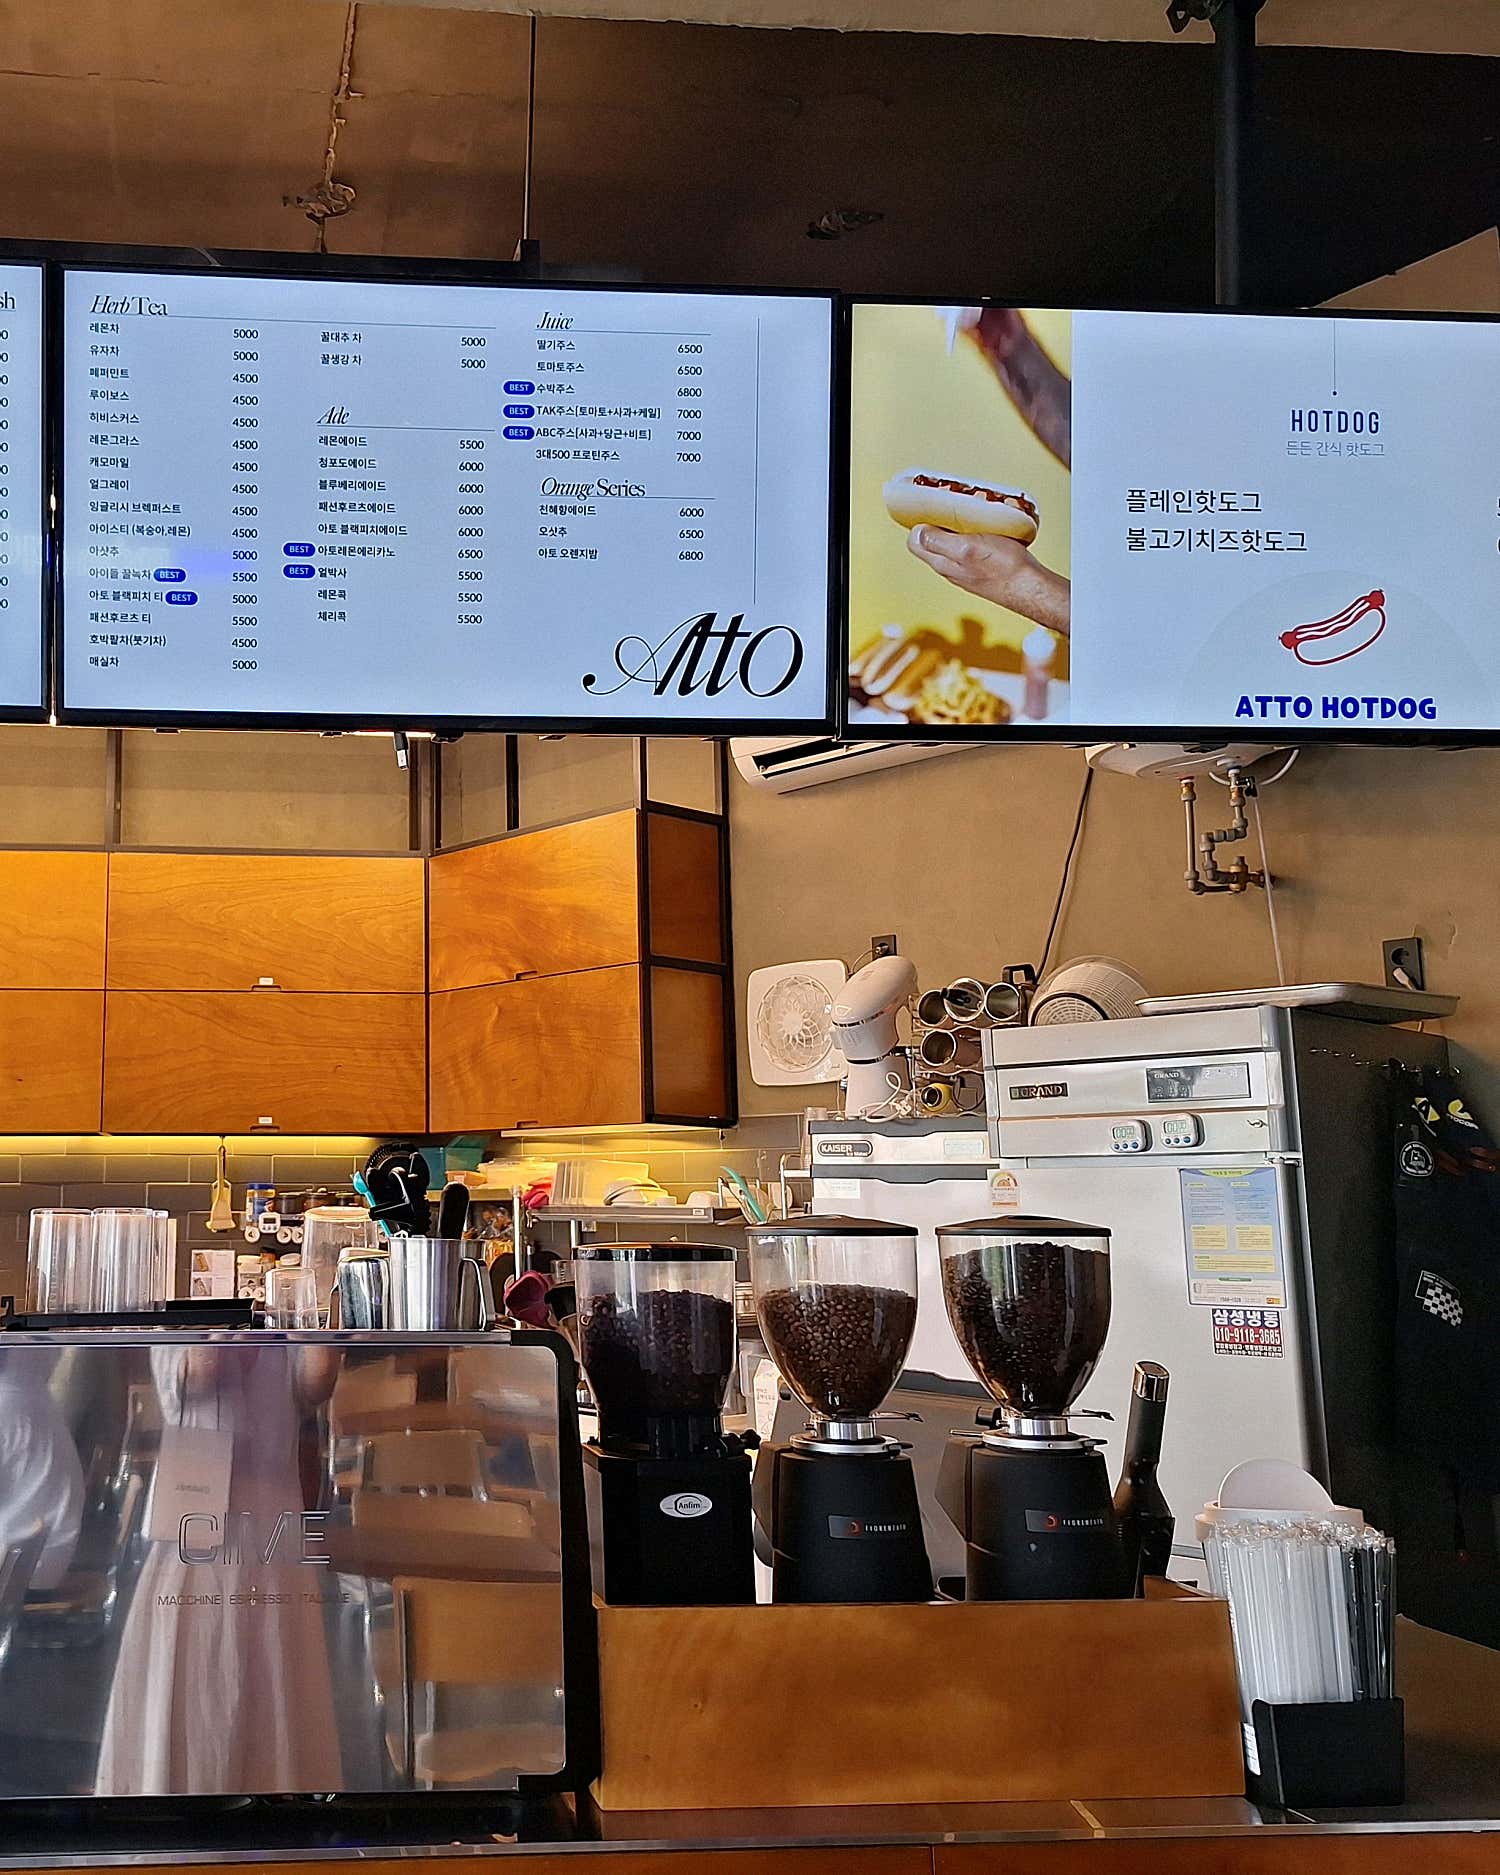 sh
Herb Tea
레몬차 5000
유자차 5000
페퍼민트 4500
루이보스 4500
히비스커스 4500
레몬그라스 4500
캐모마일 4500
얼그레이 4500
잉글리시 브렉퍼스트 4500
아이스티 (복숭아,레몬) 4500
아샷추 5000
아이들 꿀녹차 BEST 5500
아토 블랙피치 티 BEST 5000
패션후르츠 티 5500
호박팥차(붓기차) 4500
매실차 5000
꿀대추 차 5000
꿀생강 차 5000
Ade
레몬에이드 5500
청포도에이드 6000
블루베리에이드 6000
패션후르츠에이드 6000
아토 블랙피치에이드 6000
BEST 아토레몬에리카노 6500
BEST 얼박사 5500
레몬콕 5500
체리콕 5500
Juice
딸기주스 6500
토마토주스 6500
BEST 수박주스 6800
BEST TAK주스[토마토+사과+케일] 7000
BEST ABC주스[사과+당근+비트] 7000
3대500 프로틴주스 7000
Orange Series
천혜향에이드 6000
오샷추 6500
아토 오렌지밤 6800
Atto
HOTDOG
든든 간식 핫도그
플레인핫도그
불고기치즈핫도그
ATTO HOTDOG
GRAND
GRAND
KAISER
삼성냉동
010-9118-3685
Anfim
FIORENZATO
FIORENZATO
CIME
MACCHINE ESPRESSO ITALIANE